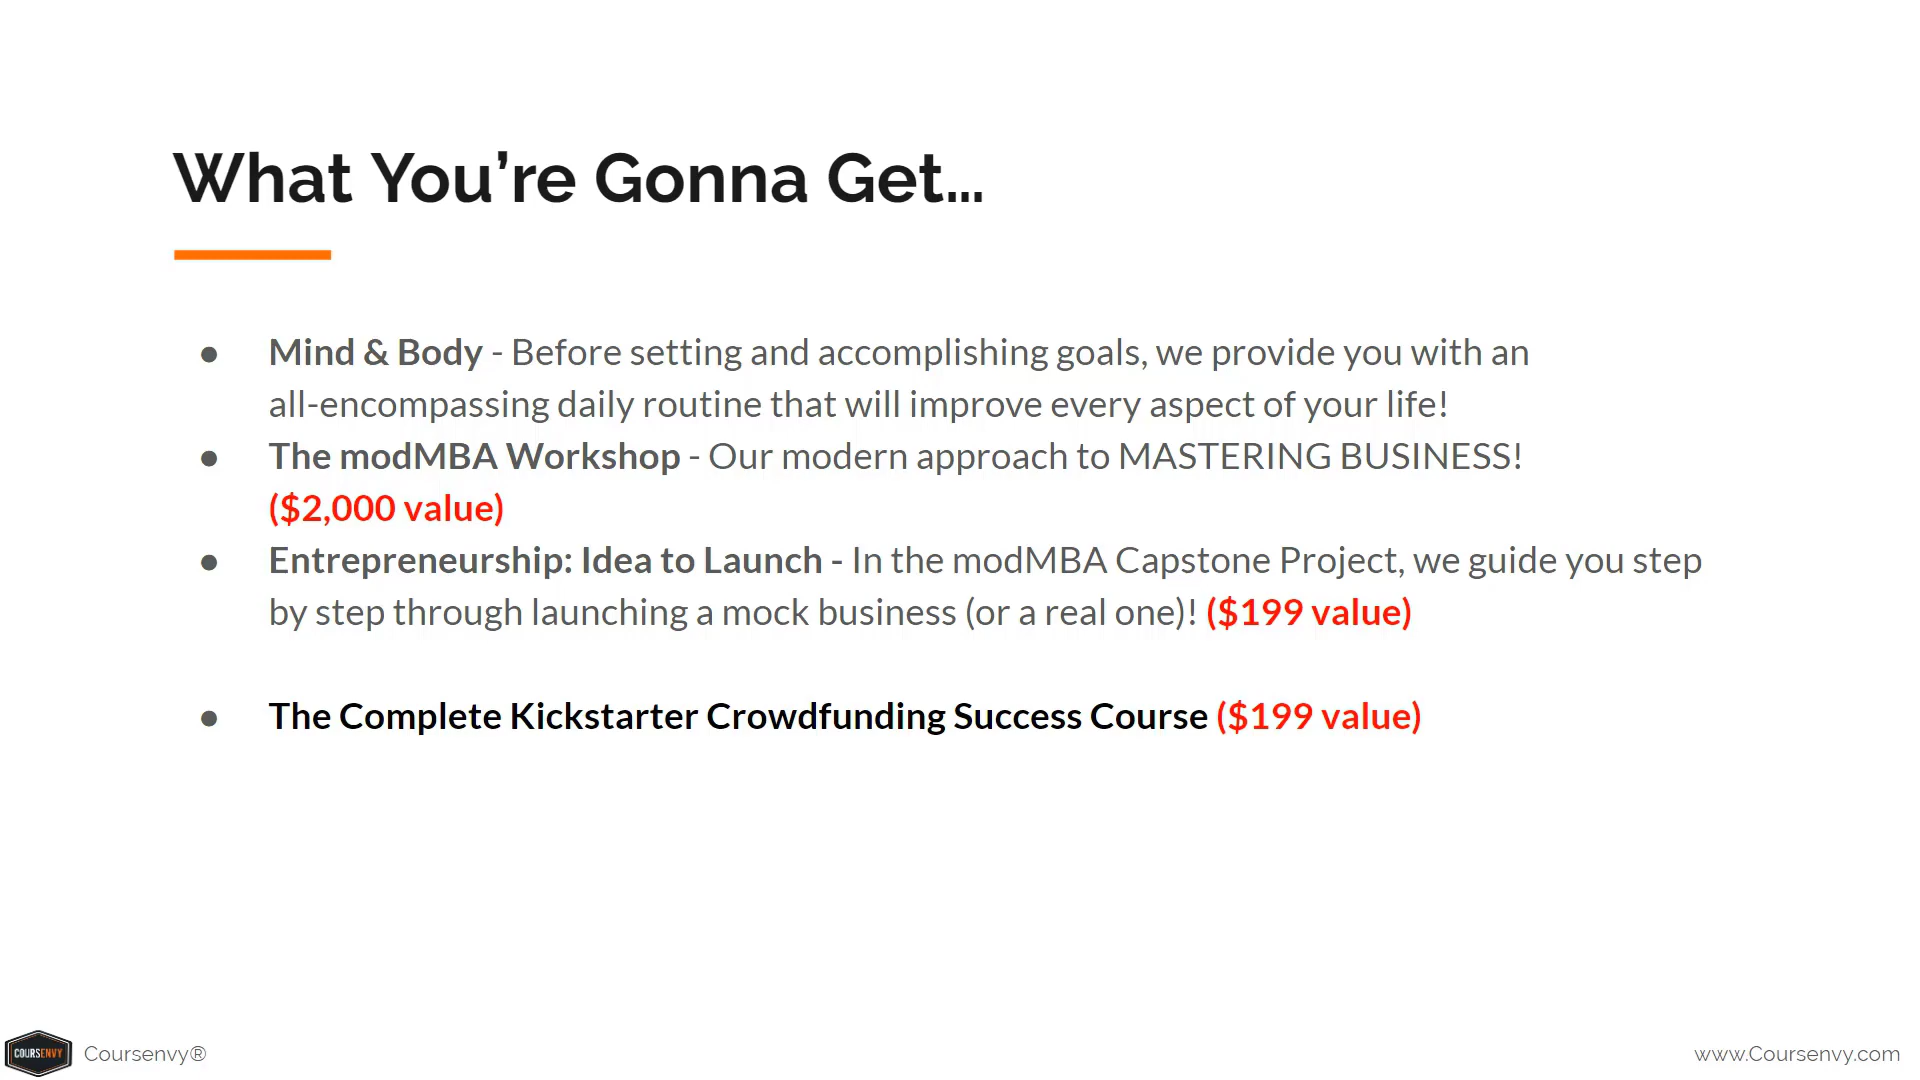 What You’re Gonna Get...
● Mind & Body - Before setting and accomplishing goals, we provide you with an
all-encompassing daily routine that will improve every aspect of your life!
● The modMBA Workshop - Our modern approach to MASTERING BUSINESS!
($2,000 value)
● Entrepreneurship: Idea to Launch - In the modMBA Capstone Project, we guide you step
by step through launching a mock business (or a real one)! ($199 value)
● The Complete Kickstarter Crowdfunding Success Course ($199 value)
COURSENVY
Coursenvy®
www.Coursenvy.com